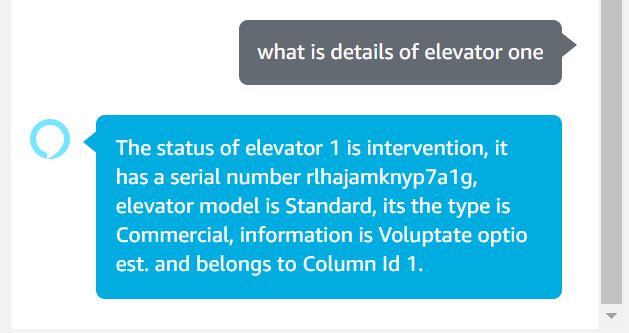 what is details of elevator one
The status of elevator 1 is intervention, it
has a serial number rlhajamknyp7a1g,
elevator model is Standard, its the type is
Commercial, information is Voluptate optio
est. and belongs to Column Id 1.